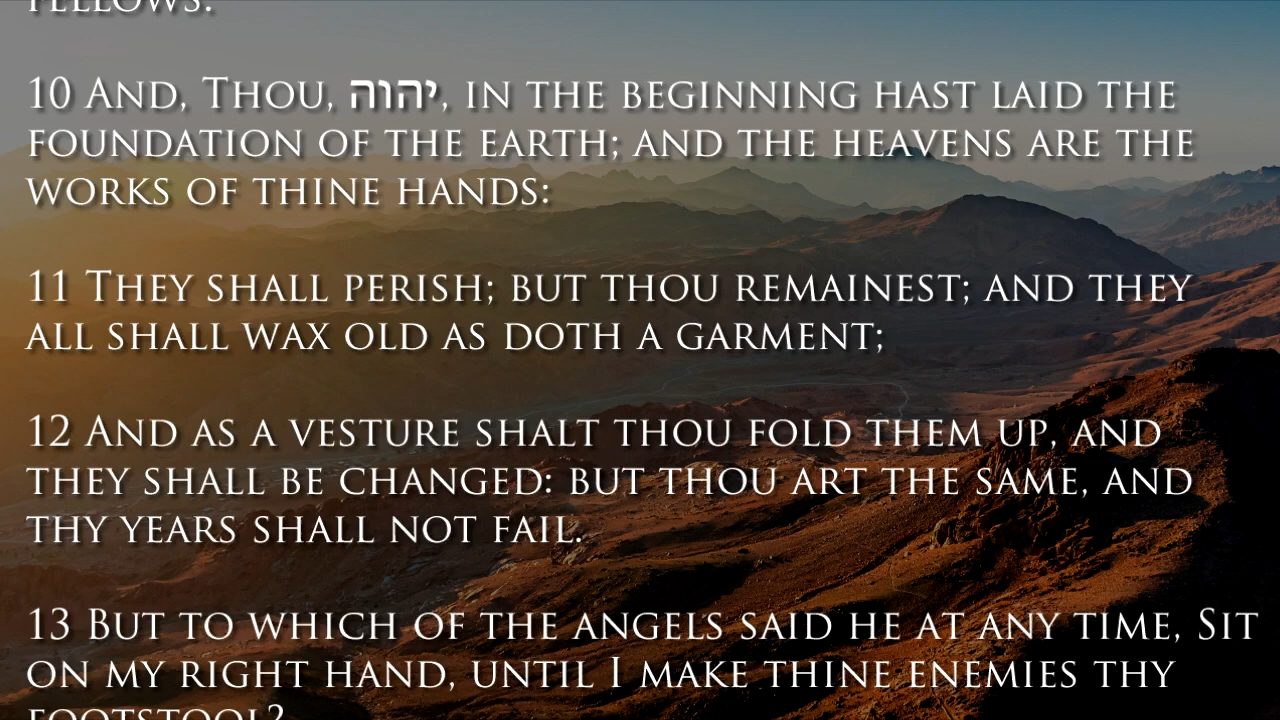 FELLOWS.
10 AND, THOU, יהוה, IN THE BEGINNING HAST LAID THE
FOUNDATION OF THE EARTH; AND THE HEAVENS ARE THE
WORKS OF THINE HANDS:
11 THEY SHALL PERISH; BUT THOU REMAINEST; AND THEY
ALL SHALL WAX OLD AS DOTH A GARMENT;
12 AND AS A VESTURE SHALT THOU FOLD THEM UP, AND
THEY SHALL BE CHANGED: BUT THOU ART THE SAME, AND
THY YEARS SHALL NOT FAIL.
13 BUT TO WHICH OF THE ANGELS SAID HE AT ANY TIME, SIT
ON MY RIGHT HAND, UNTIL I MAKE THINE ENEMIES THY
FOOTSTOOL?